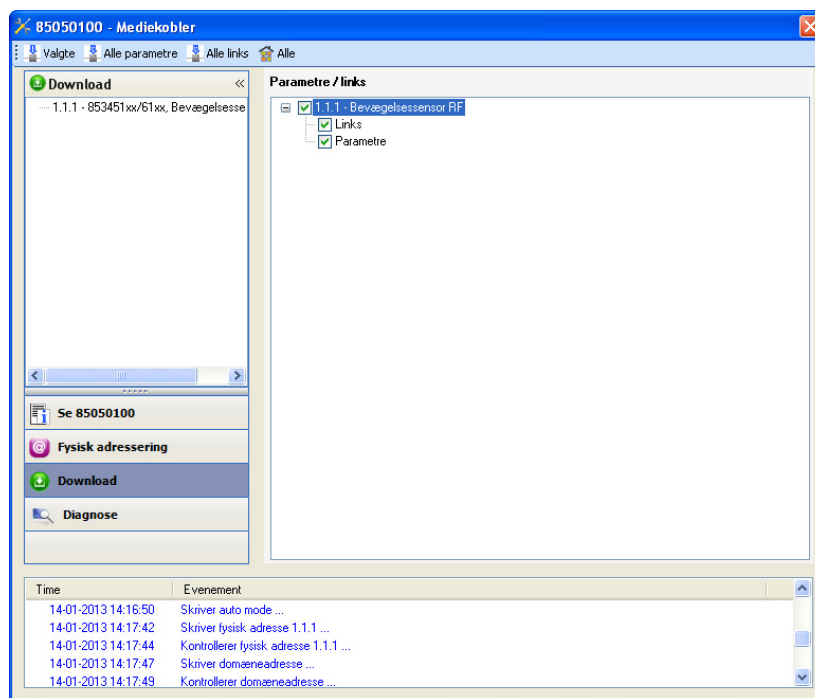 85050100 - Mediekobler
Valgte Alle parametre Alle links Alle
Download «
1.1.1 - 853451xx/61xx, Bevægelsesse
Se 85050100
Fysisk adressering
Download
Diagnose
Parametre / links
1.1.1 - Bevægelsessensor RF
Links
Parametre
Time Evenement
14-01-2013 14:16:50 Skriver auto mode ...
14-01-2013 14:17:42 Skriver fysisk adresse 1.1.1 ...
14-01-2013 14:17:44 Kontrollerer fysisk adresse 1.1.1 ...
14-01-2013 14:17:47 Skriver domæneadresse ...
14-01-2013 14:17:49 Kontrollerer domæneadresse ...